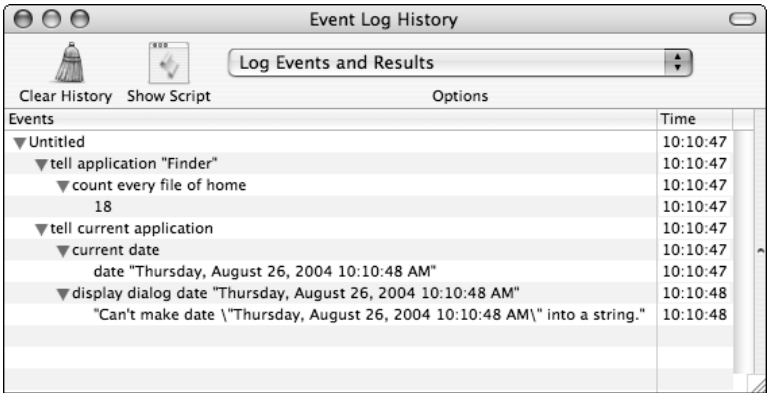 Event Log History
Log Events and Results
Clear History Show Script Options
Events Time
Untitled 10:10:47
tell application "Finder" 10:10:47
count every file of home 10:10:47
18 10:10:47
tell current application 10:10:47
current date 10:10:47
date "Thursday, August 26, 2004 10:10:48 AM" 10:10:47
display dialog date "Thursday, August 26, 2004 10:10:48 AM" 10:10:48
"Can't make date \"Thursday, August 26, 2004 10:10:48 AM\" into a string." 10:10:48